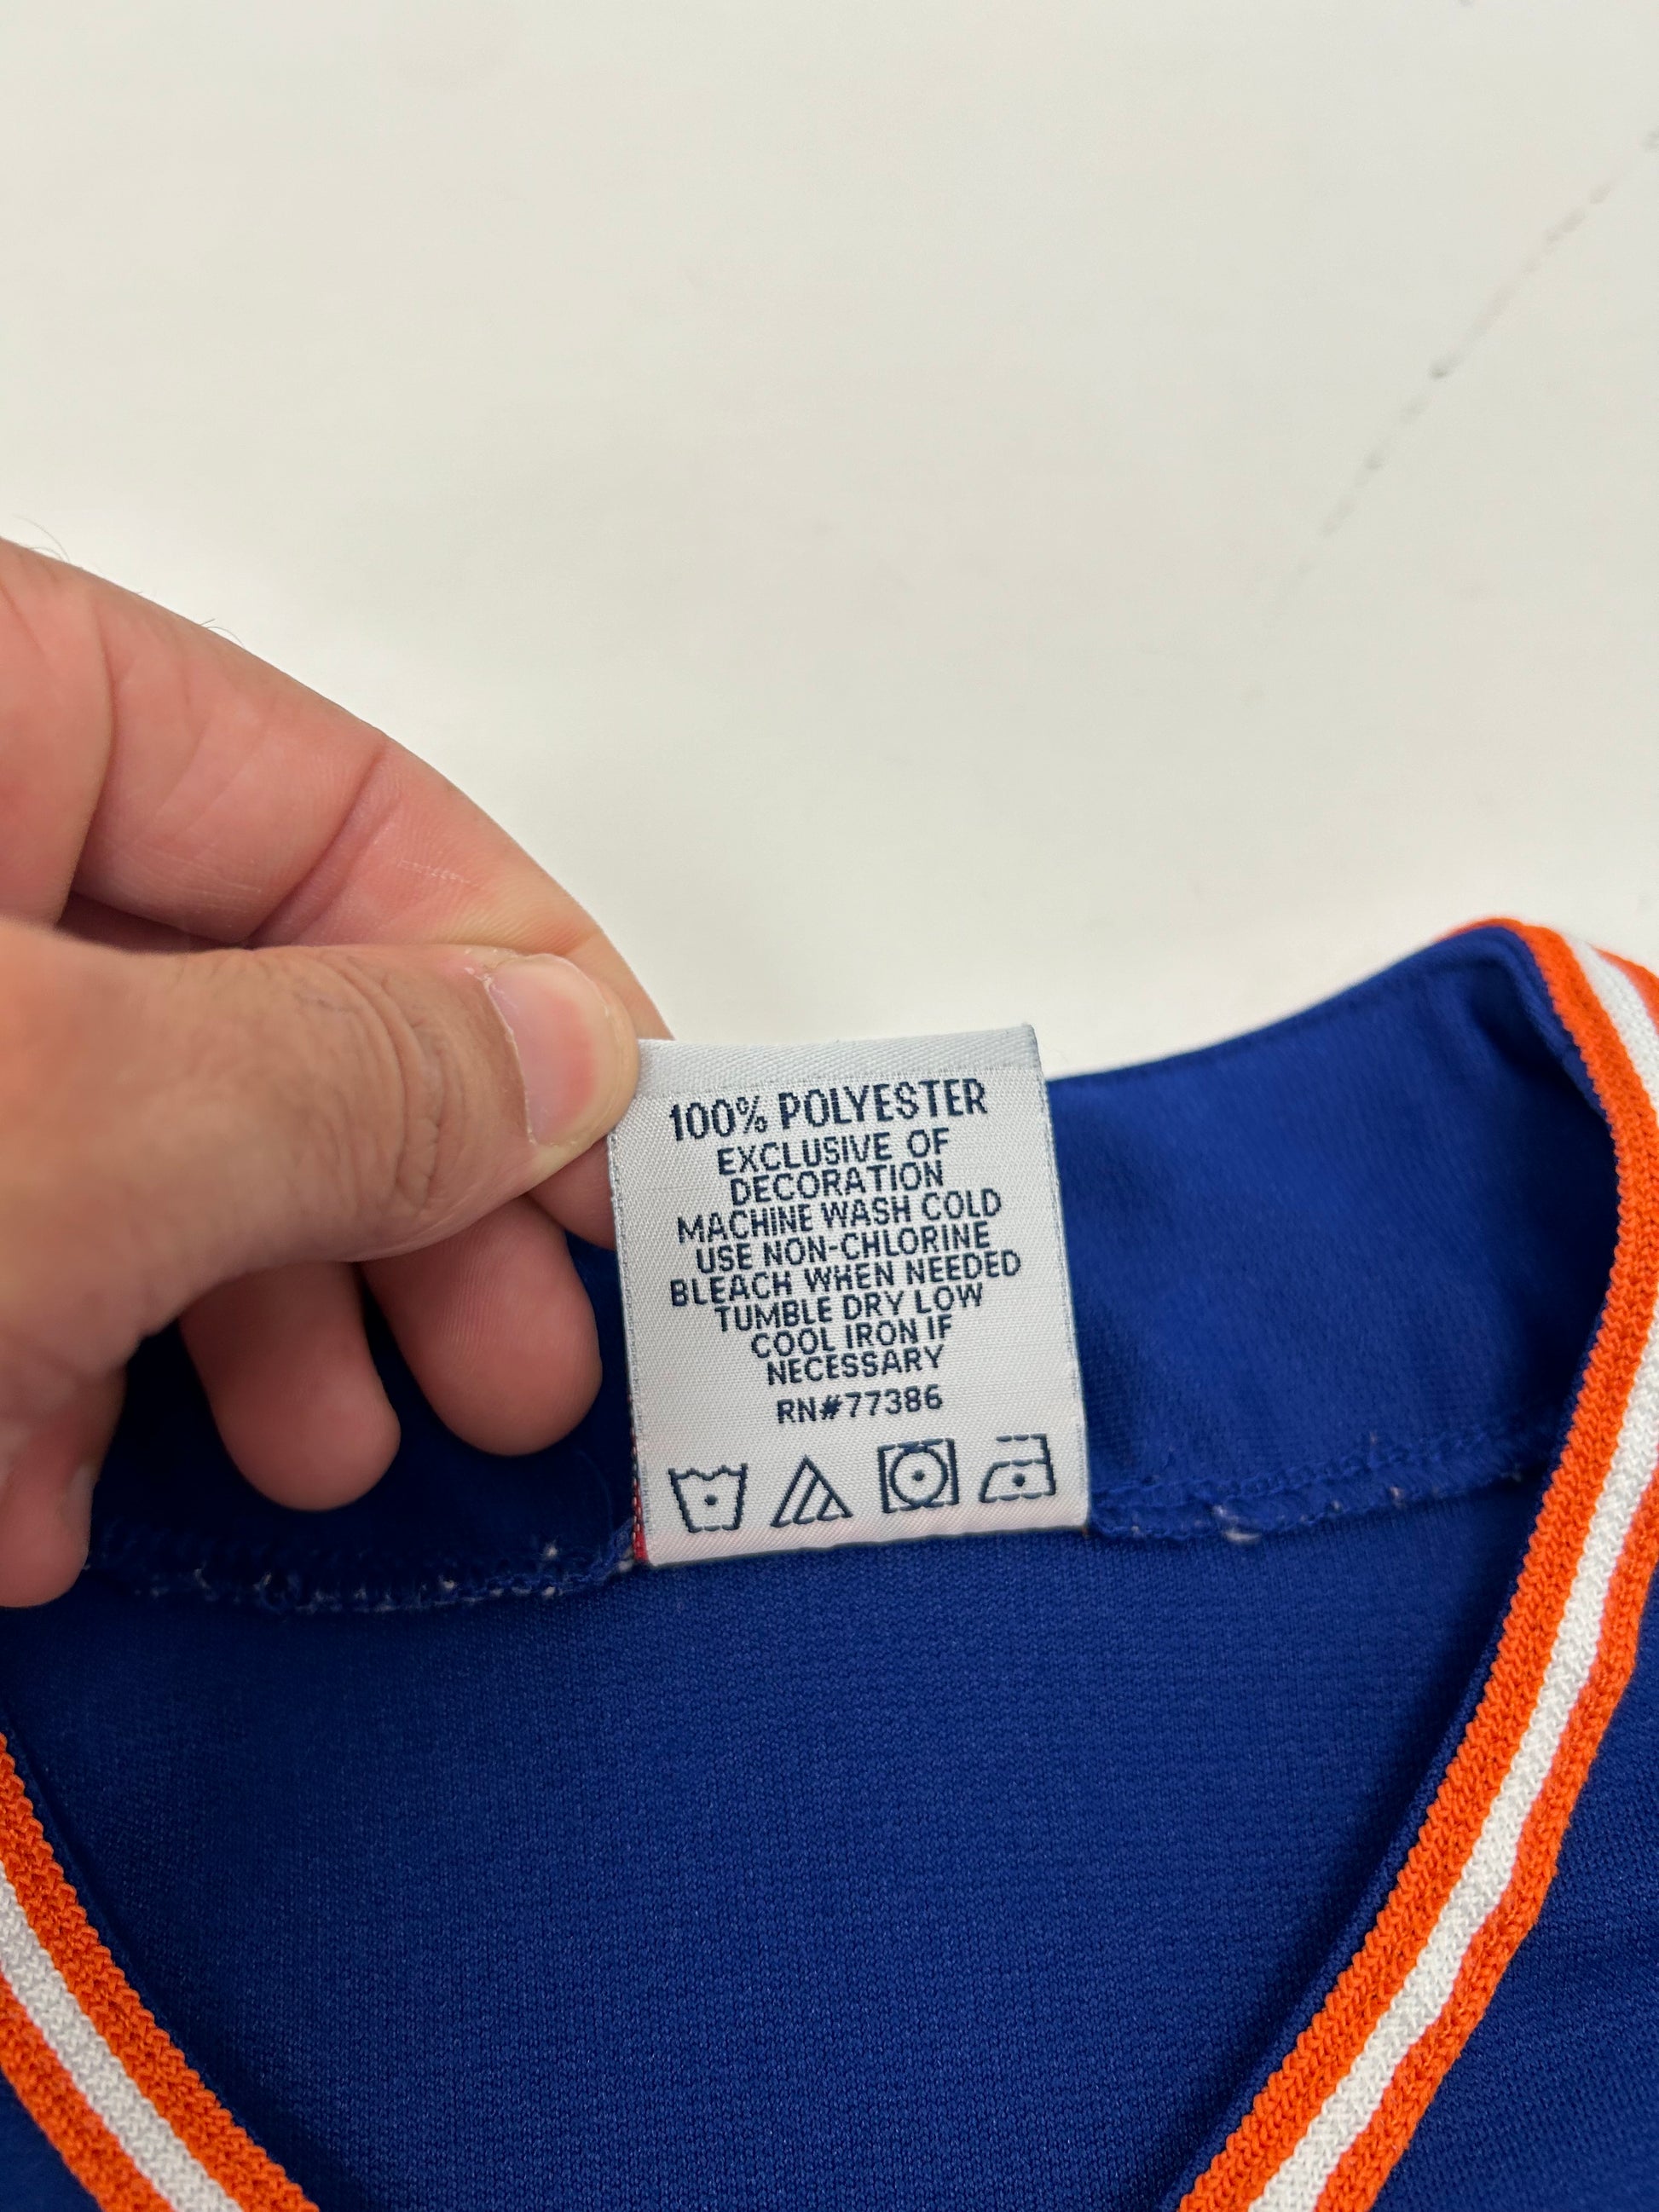 100% POLYESTER
EXCLUSIVE OF
DECORATION
MACHINE WASH COLD
USE NON-CHLORINE
BLEACH WHEN NEEDED
TUMBLE DRY LOW
COOL IRON IF
NECESSARY
RN#77386